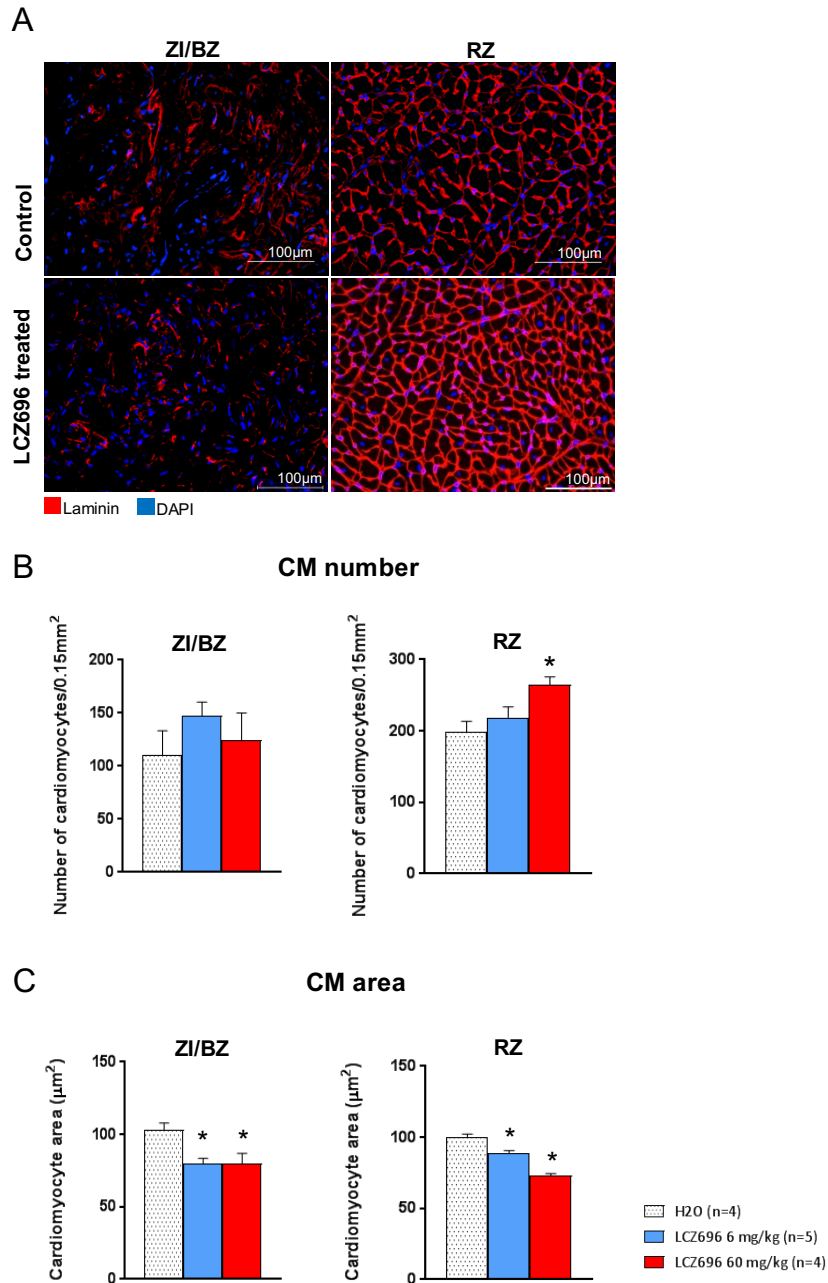 A
ZI/BZ RZ
Control
100µm 100µm
LCZ696 treated
100µm 100µm
Laminin DAPI
B
CM number
ZI/BZ
Number of cardiomyocytes/0.15mm²
200
150
100
50
0
RZ
Number of cardiomyocytes/0.15mm²
300
200
100
0
*
C
CM area
ZI/BZ
Cardiomyocyte area (µm²)
150
100
50
0
* *
RZ
Cardiomyocyte area (µm²)
150
100
50
0
*
*
H2O (n=4)
LCZ696 6 mg/kg (n=5)
LCZ696 60 mg/kg (n=4)